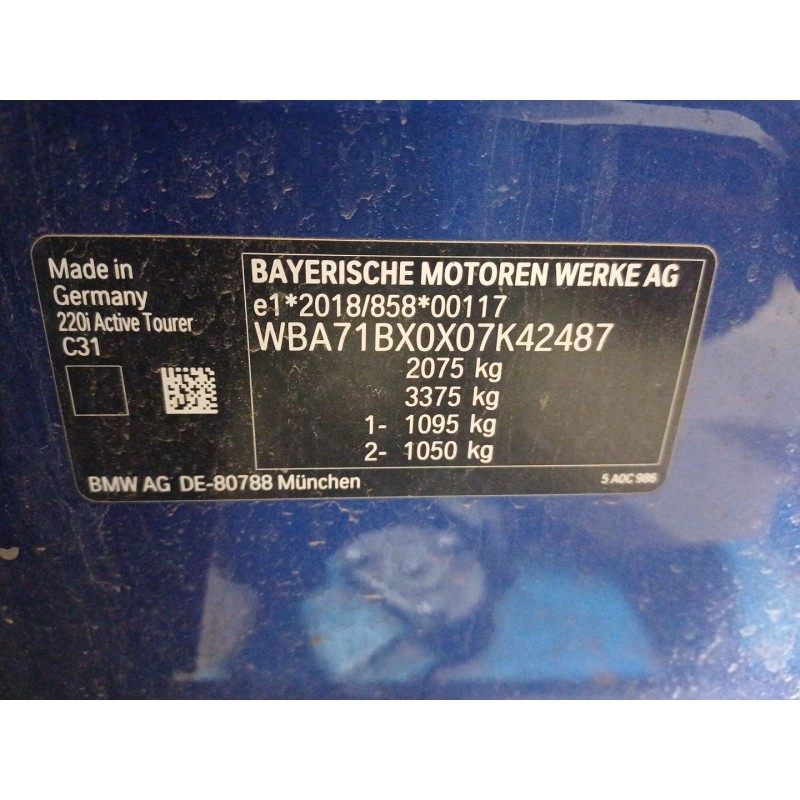 Made in
Germany
220i Active Tourer
C31
BAYERISCHE MOTOREN WERKE AG
e1*2018/858*00117
WBA71BX0X07K42487
2075 kg
3375 kg
1- 1095 kg
2- 1050 kg
BMW AG DE-80788 München
5 A0C 986